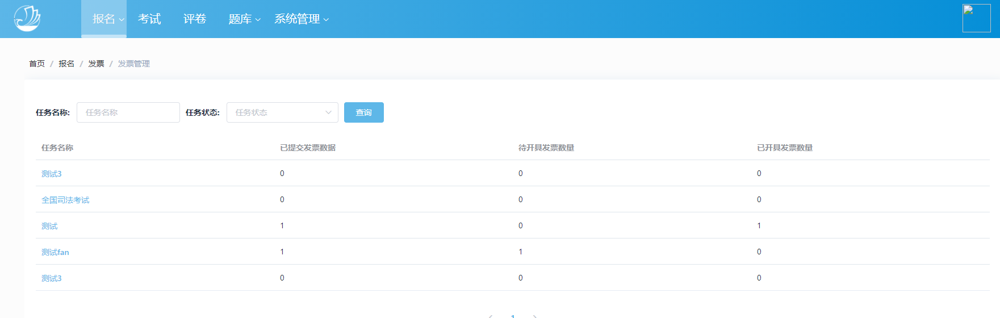 报名 考试 评卷 题库 系统管理
首页 / 报名 / 发票 / 发票管理
任务名称: 任务名称 任务状态: 任务状态 查询
任务名称 已提交发票数据 待开具发票数量 已开具发票数量
测试3 0 0 0
全国司法考试 0 0 0
测试 1 0 1
测试fan 1 1 0
测试3 0 0 0
1